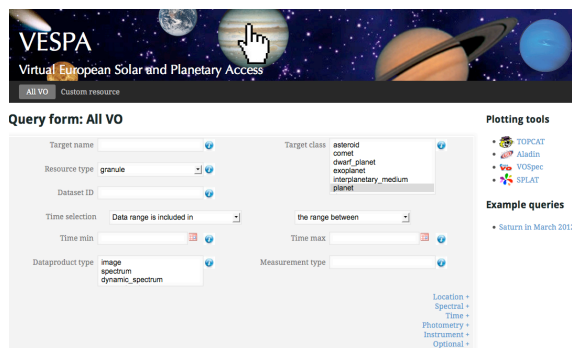 VESPA
Virtual European Solar and Planetary Access
All VO Custom resource
Query form: All VO
Target name
Target class
asteroid
comet
dwarf_planet
exoplanet
interplanetary_medium
planet
Resource type granule
Dataset ID
Time selection Data range is included in the range between
Time min
Time max
Dataproduct type
image
spectrum
dynamic_spectrum
Measurement type
Location +
Spectral +
Time +
Photometry +
Instrument +
Optional +
Plotting tools
TOPCAT
Aladin
VOSpec
SPLAT
Example queries
Saturn in March 2012